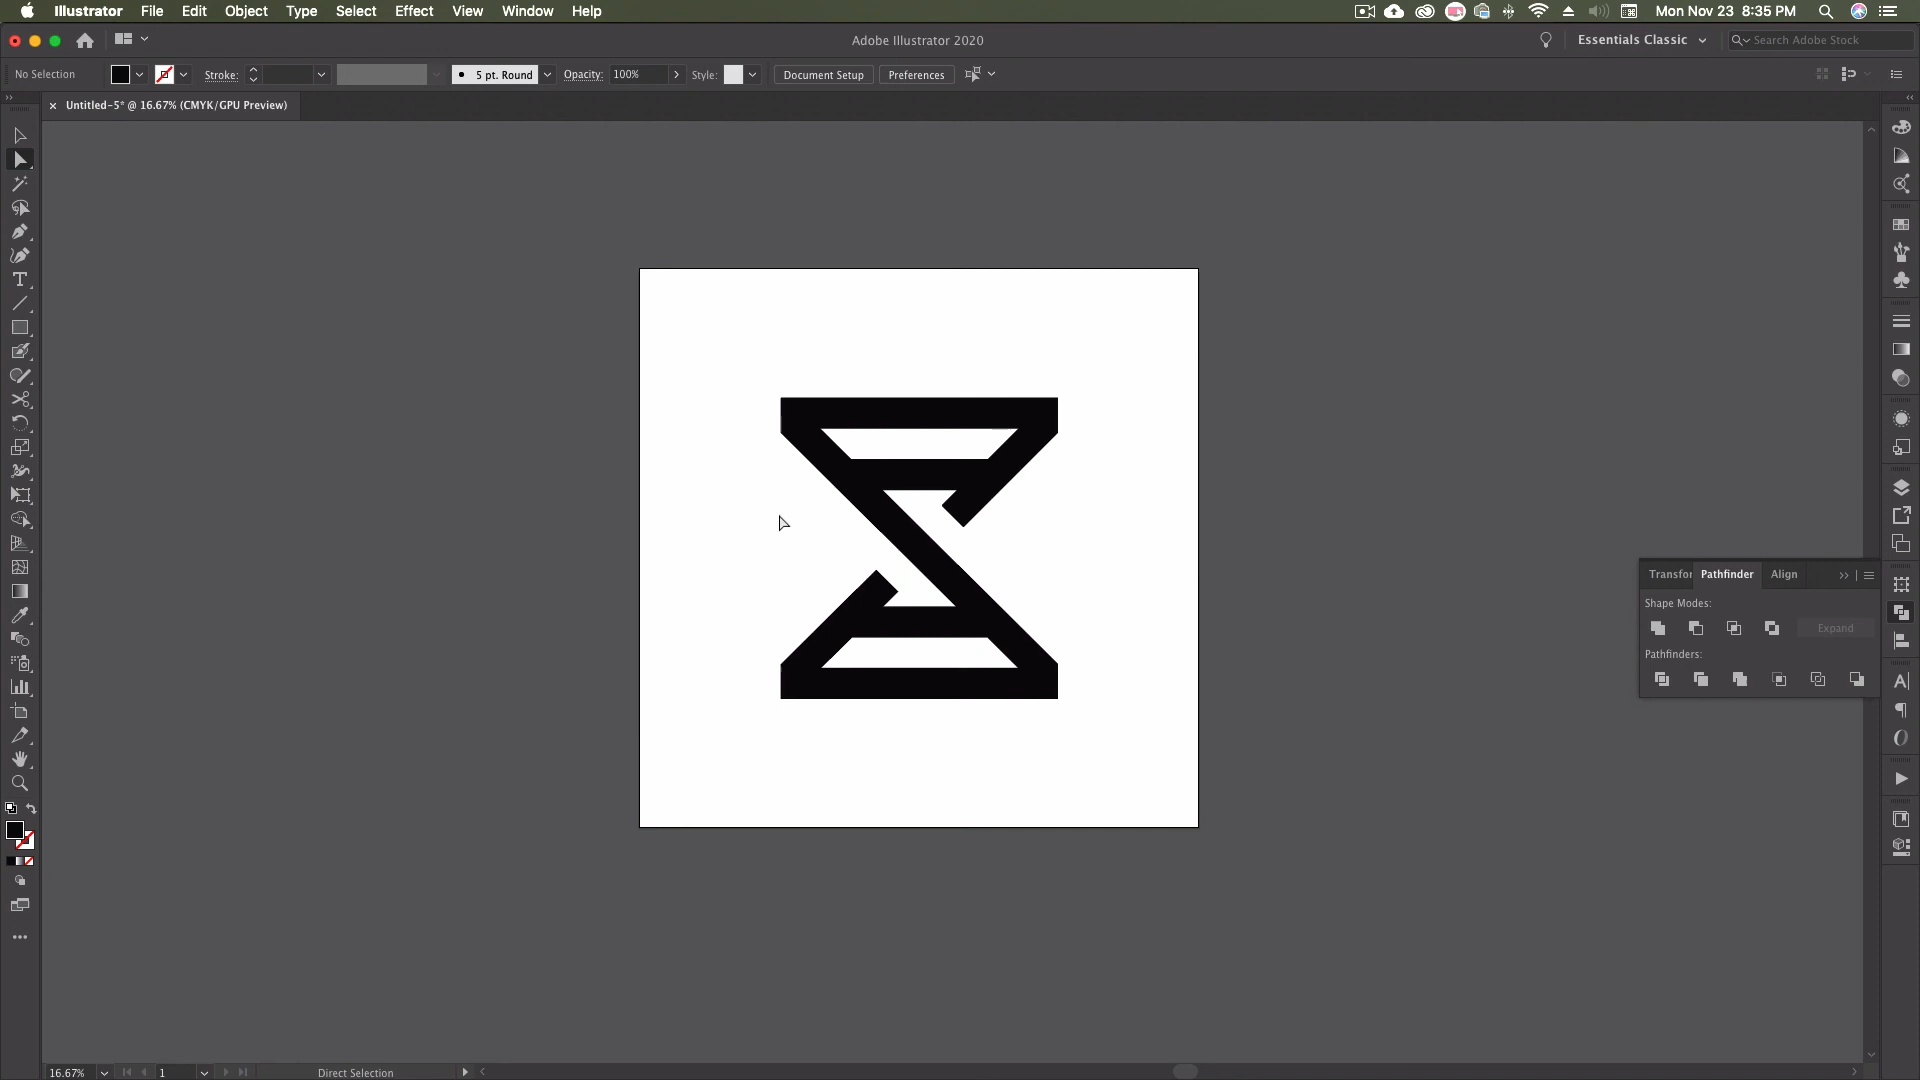 Illustrator File Edit Object Type Select Effect View Window Help
Mon Nov 23 8:35 PM
Adobe Illustrator 2020
Essentials Classic
Search Adobe Stock
No Selection
Stroke:
5 pt. Round
Opacity: 100%
Style:
Document Setup
Preferences
× Untitled-5* @ 16.67% (CMYK/GPU Preview)
Transfor
Pathfinder
Align
Shape Modes:
Expand
Pathfinders:
16.67%
1
Direct Selection